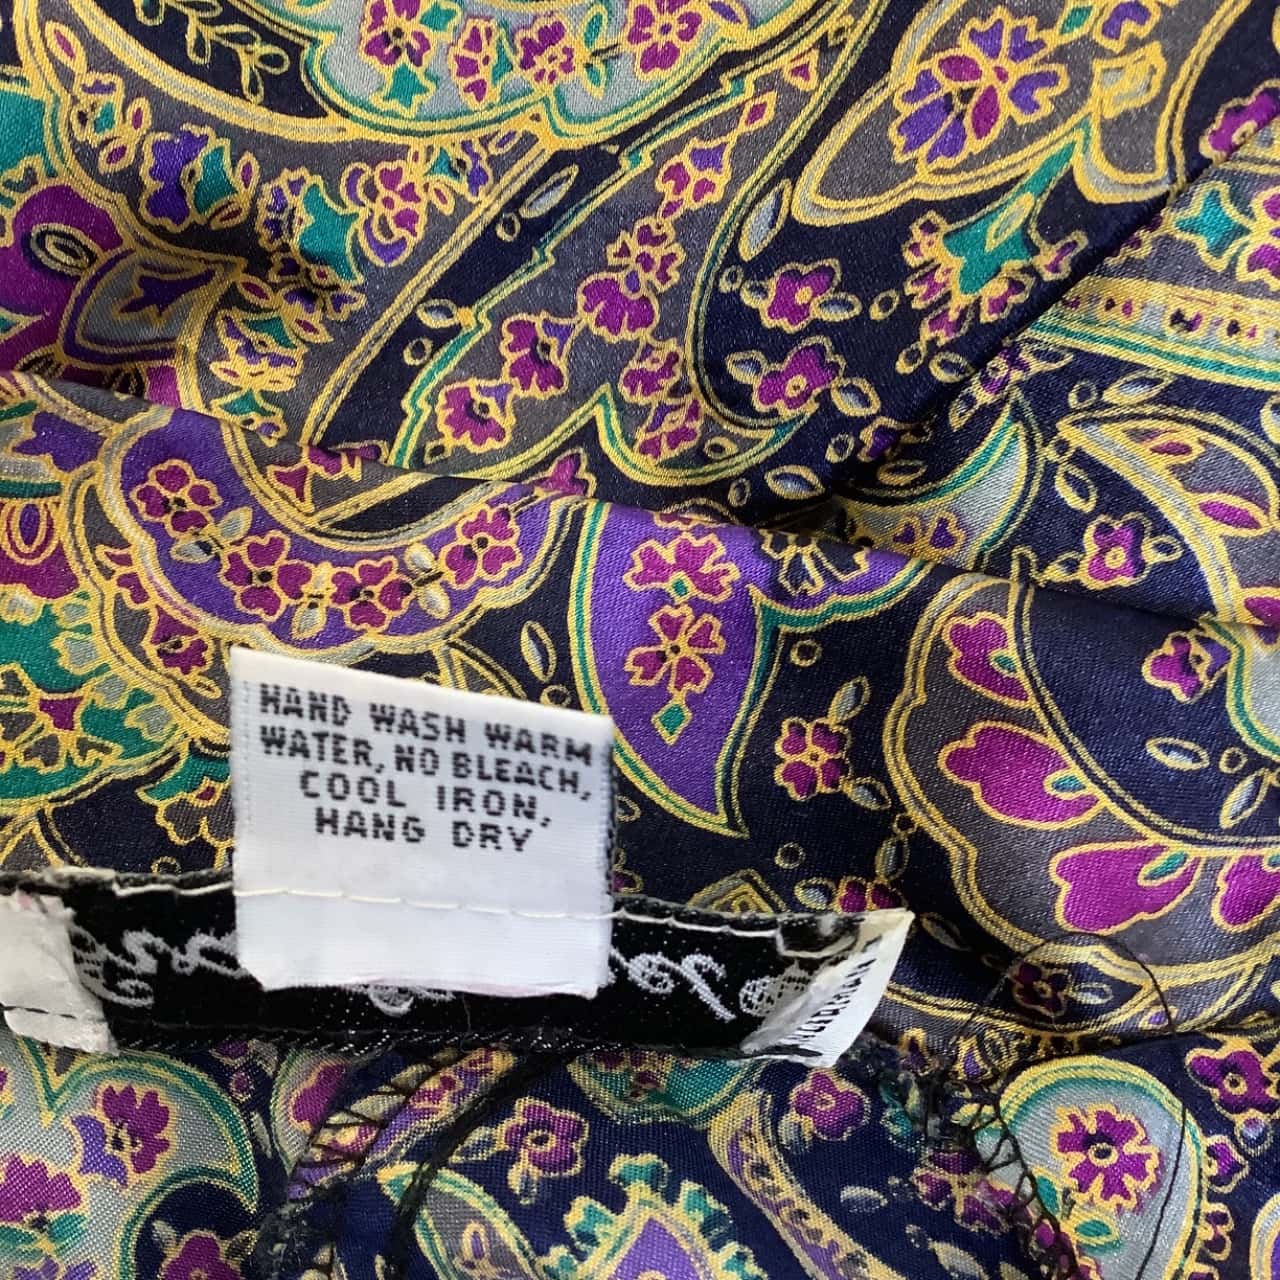 HAND WASH WARM
WATER, NO BLEACH,
COOL IRON,
HANG DRY